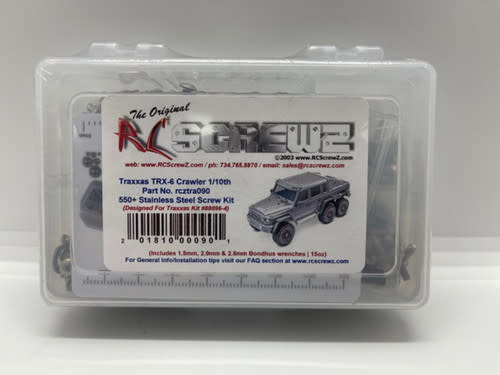 The Original
RC SCREWZ
©2003 www.RCScrewZ.com
web: www.RCScrewZ.com / ph: 734.765.8870 / email: sales@rcscrewz.com
Traxxas TRX-6 Crawler 1/10th
Part No. rcztra090
550+ Stainless Steel Screw Kit
(Designed For Traxxas Kit #88096-4)
2 01810 00090 1
(Includes 1.5mm, 2.0mm & 2.5mm Bondhus wrenches | 15oz)
For General Info/Installation tips visit our FAQ section at www.rcscrewz.com